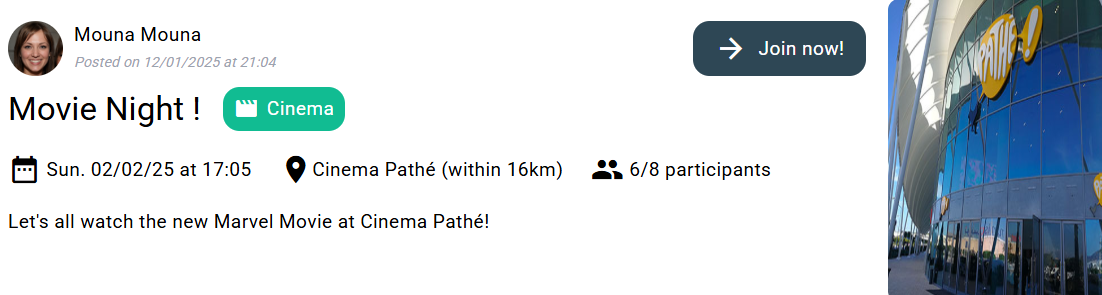 Mouna Mouna
Posted on 12/01/2025 at 21:04
Join now!
Movie Night !
Cinema
Sun. 02/02/25 at 17:05
Cinema Pathé (within 16km)
6/8 participants
Let's all watch the new Marvel Movie at Cinema Pathé!
PATHÉ!